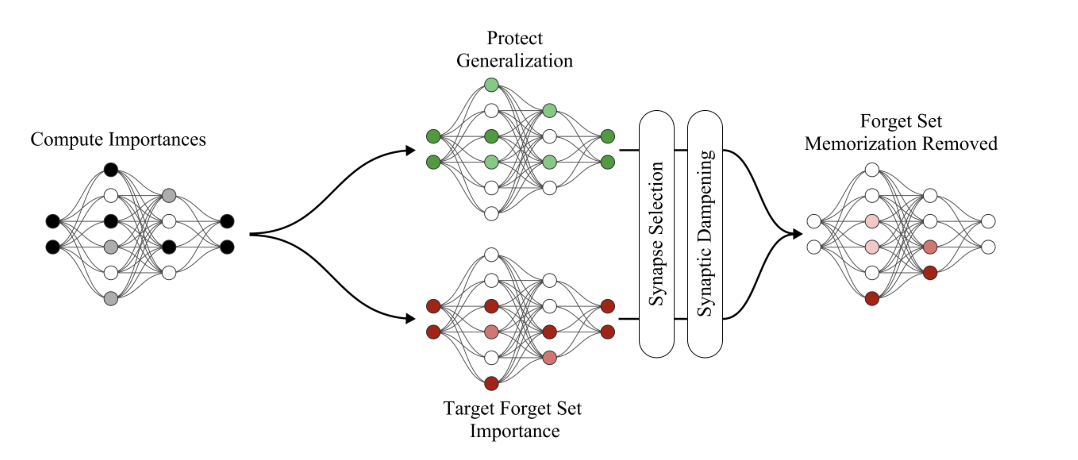 Compute Importances
Protect
Generalization
Target Forget Set
Importance
Synapse Selection
Synaptic Dampening
Forget Set
Memorization Removed